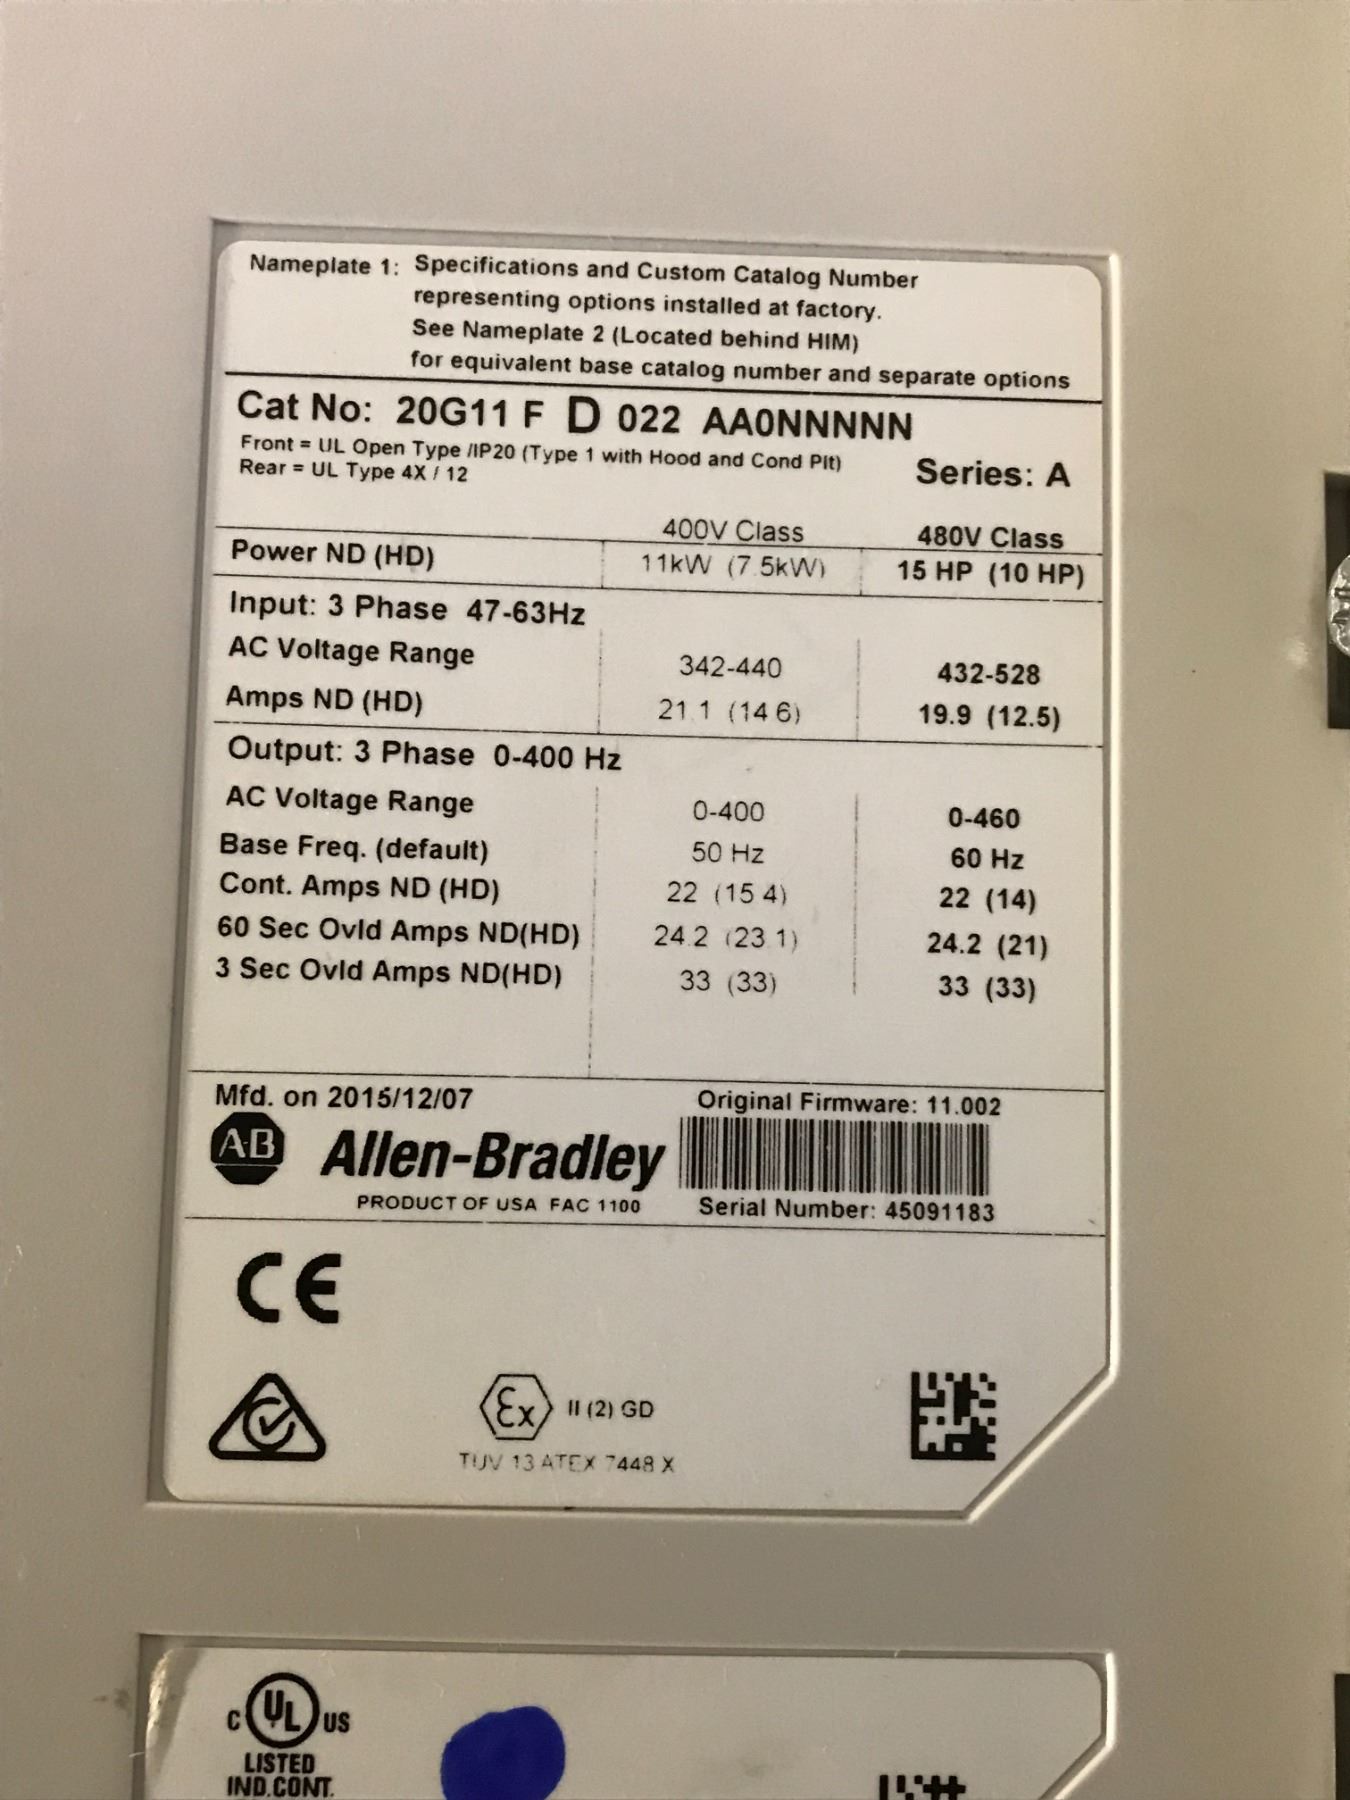 Nameplate 1: Specifications and Custom Catalog Number
representing options installed at factory.
See Nameplate 2 (Located behind HIM)
for equivalent base catalog number and separate options
Cat No: 20G11 F D 022 AA0NNNNN
Front = UL Open Type /IP20 (Type 1 with Hood and Cond Plt)
Rear = UL Type 4X / 12
Series: A
400V Class 480V Class
Power ND (HD) 11kW (7.5kW) 15 HP (10 HP)
Input: 3 Phase 47-63Hz
AC Voltage Range 342-440 432-528
Amps ND (HD) 21.1 (14.6) 19.9 (12.5)
Output: 3 Phase 0-400 Hz
AC Voltage Range 0-400 0-460
Base Freq. (default) 50 Hz 60 Hz
Cont. Amps ND (HD) 22 (15.4) 22 (14)
60 Sec Ovld Amps ND(HD) 24.2 (23.1) 24.2 (21)
3 Sec Ovld Amps ND(HD) 33 (33) 33 (33)
Mfd. on 2015/12/07 Original Firmware: 11.002
A-B Allen-Bradley
PRODUCT OF USA FAC 1100 Serial Number: 45091183
CE
Ex II (2) GD
TUV 13 ATEX 7448 X
C UL US
LISTED
IND.CONT.